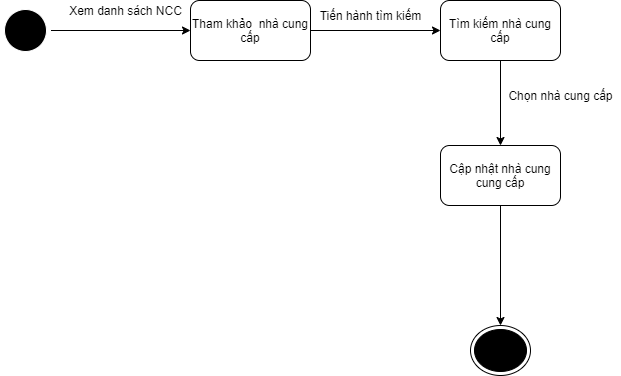 Xem danh sách NCC
Tham khảo nhà cung
cấp
Tiến hành tìm kiếm
Tìm kiếm nhà cung
cấp
Chọn nhà cung cấp
Cập nhật nhà cung
cung cấp